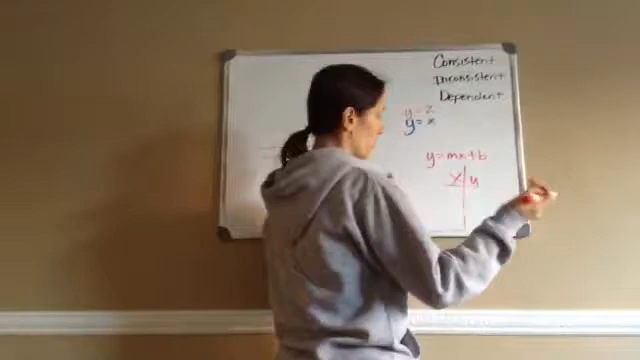 Consistent
Inconsistent
Dependent
y = 2
y = x
y = mx + b
x y